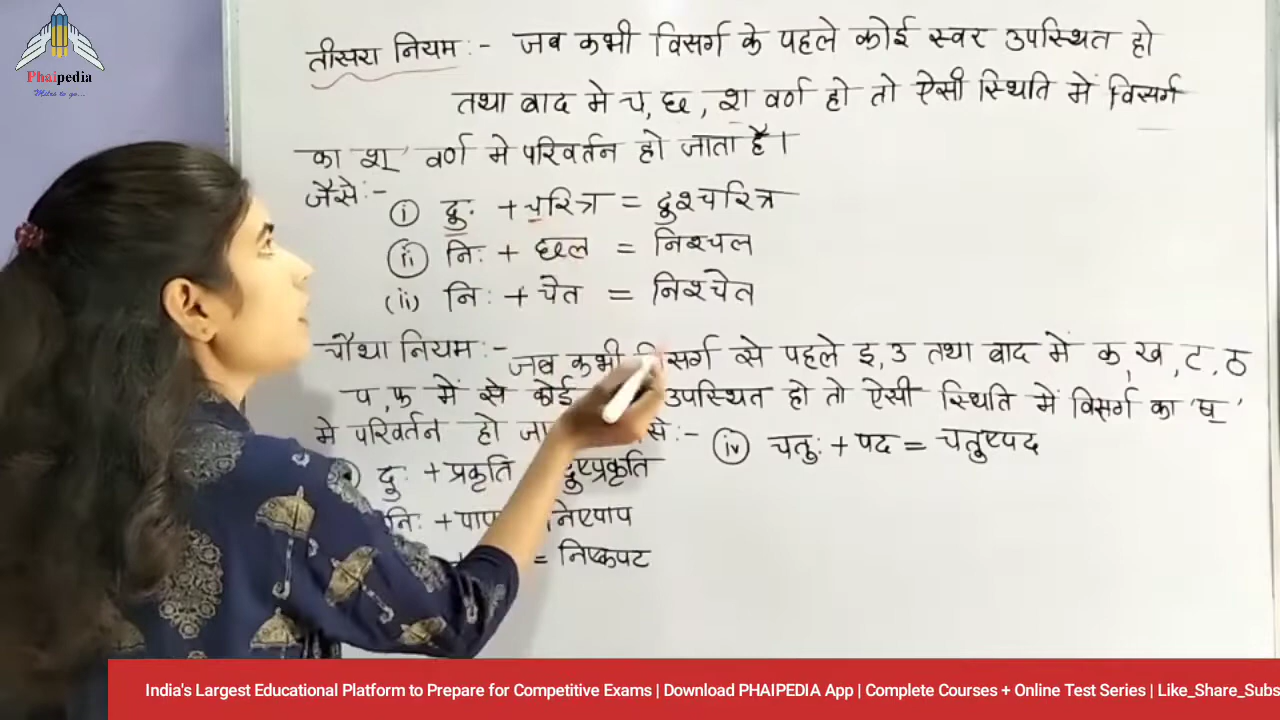 Phaipedia
तीसरा नियम :- जब कभी विसर्ग के पहले कोई स्वर उपस्थित हो
तथा बाद मे च, छ, श वर्ण हो तो ऐसी स्थिति में विसर्ग
का श्' वर्ण मे परिवर्तन हो जाता है।
जैसे:-
(i) दुः + चरित्र = दुश्चरित्र
(ii) निः + छल = निश्चल
(ii) निः + चेत = निश्चेत
चौथा नियम :- जब कभी विसर्ग से पहले इ, उ तथा बाद में क, ख, ट, ठ
प, फ में से कोई उपस्थित हो तो ऐसी स्थिति में विसर्ग का 'ष्'
मे परिवर्तन हो जा से :- (iv) चतुः + पद = चतुष्पद
दुः + प्रकृति दुष्प्रकृति
निः + पाप निष्पाप
+ = निष्कपट
India's Largest Educational Platform to Prepare for Competitive Exams | Download PHAIPEDIA App | Complete Courses + Online Test Series | Like_Share_Subs